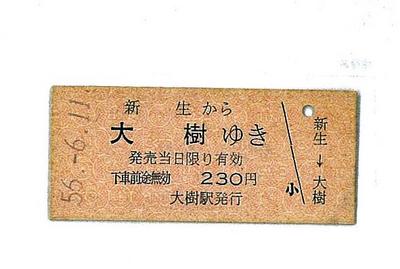 56.-6.11
新生から
大樹ゆき
発売当日限り有効
下車前途無効 230円
大樹駅発行
小
新生→大樹